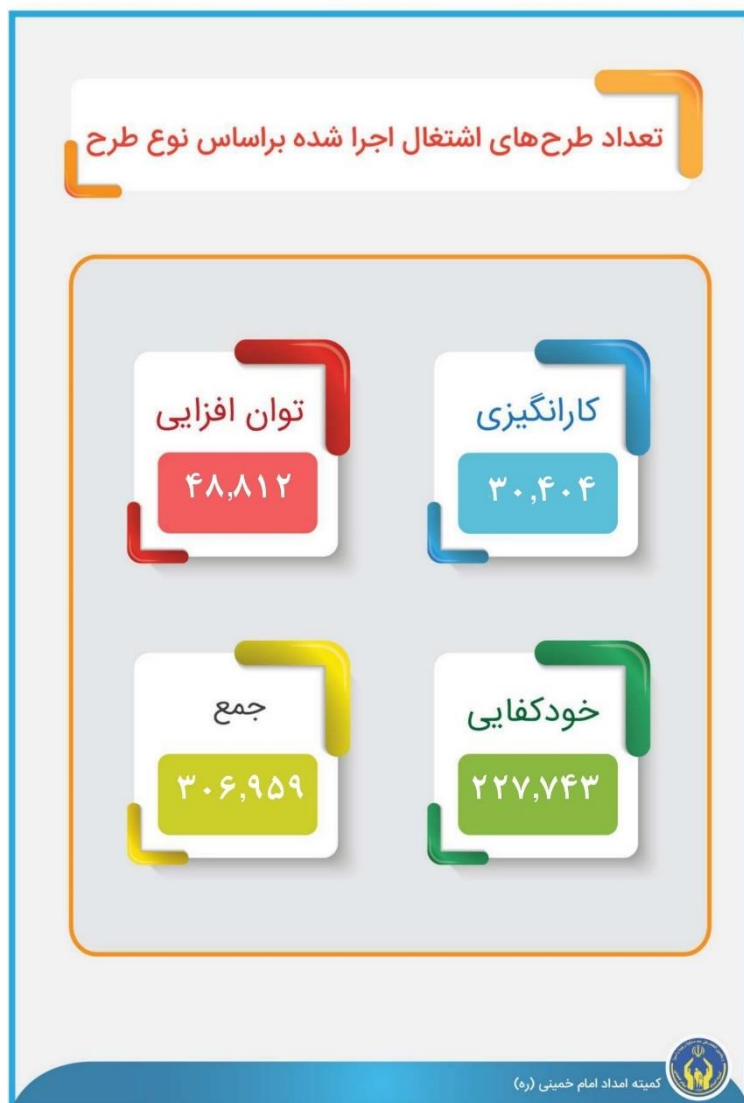 تعداد طرح‌های اشتغال اجرا شده براساس نوع طرح
کارانگیزی
۳۰,۴۰۴
توان افزایی
۴۸,۸۱۲
خودکفایی
۲۲۷,۷۴۳
جمع
۳۰۶,۹۵۹
کمیته امداد امام خمینی (ره)